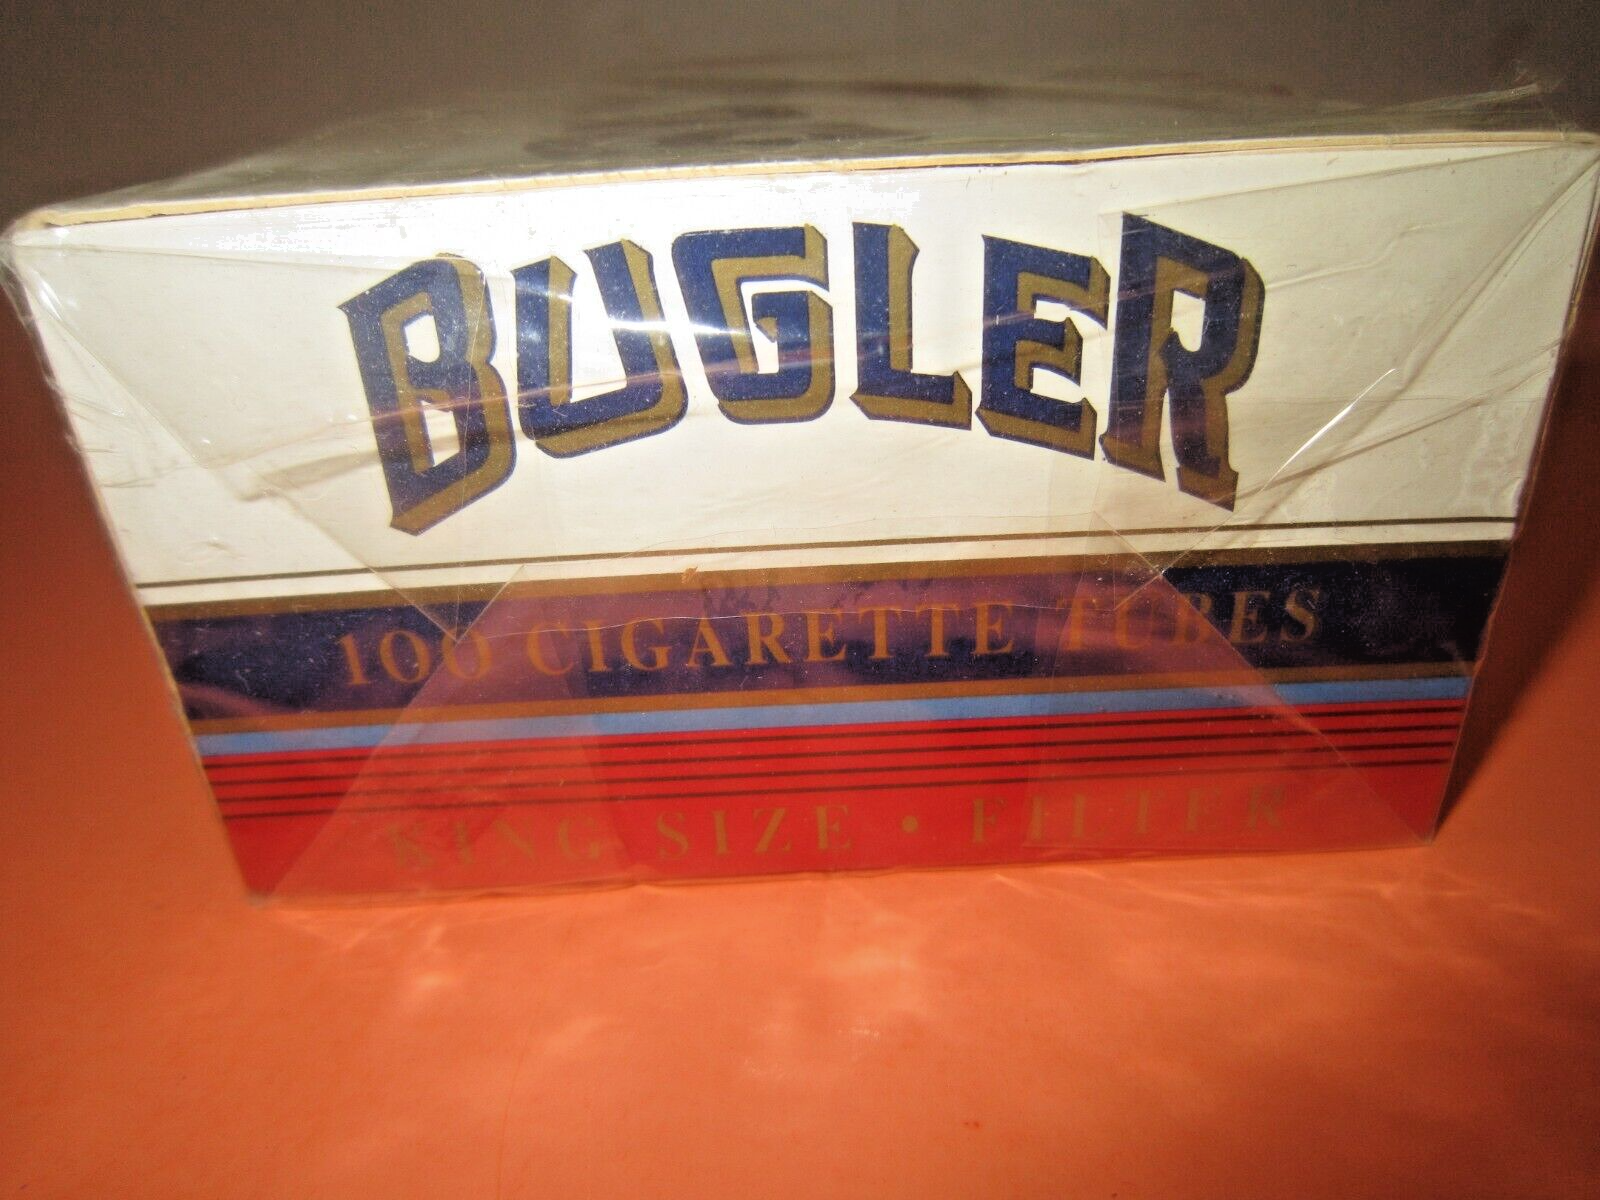 BUGLER
100 CIGARETTE TUBES
KING SIZE • FILTER